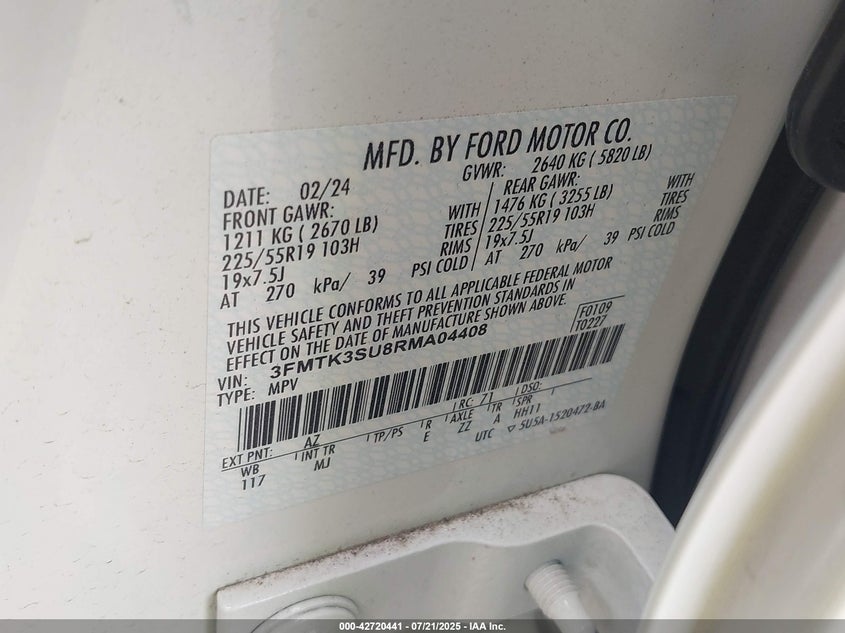 MFD. BY FORD MOTOR CO.
DATE: 02/24
GVWR: 2640 KG ( 5820 LB)
FRONT GAWR:
1211 KG ( 2670 LB) WITH
225/55R19 103H TIRES
19x7.5J RIMS
AT 270 kPa/ 39 PSI COLD
REAR GAWR:
1476 KG ( 3255 LB) WITH
225/55R19 103H TIRES
19x7.5J RIMS
AT 270 kPa/ 39 PSI COLD
THIS VEHICLE CONFORMS TO ALL APPLICABLE FEDERAL MOTOR
VEHICLE SAFETY AND THEFT PREVENTION STANDARDS IN
EFFECT ON THE DATE OF MANUFACTURE SHOWN ABOVE.
F0109
T0227
VIN: 3FMTK3SU8RMA04408
TYPE: MPV
EXT PNT: AZ RC: 71 DSO:
WB INT TR TP/PS R AXLE TR SPR
117 MJ E ZZ A HH11
UTC ▽ 5U5A-1520472-BA
000-42720441 - 07/21/2025 - IAA Inc.